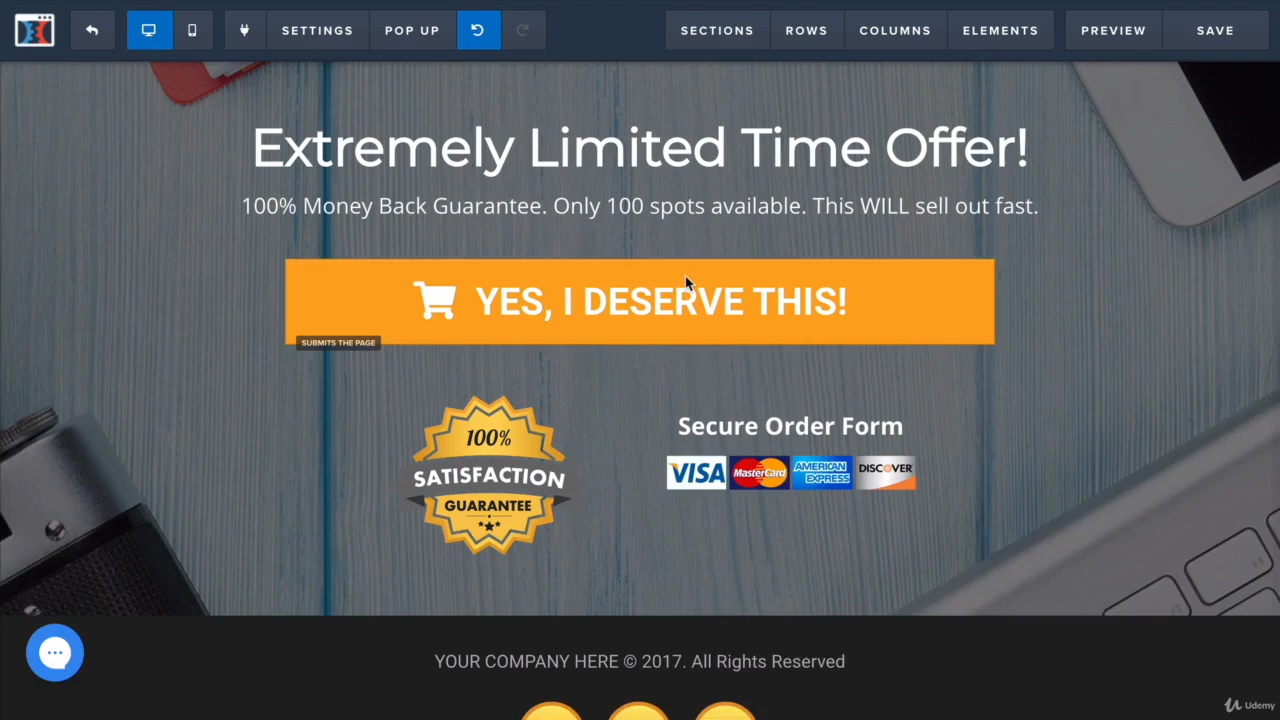 SETTINGS
POP UP
SECTIONS
ROWS
COLUMNS
ELEMENTS
PREVIEW
SAVE
Extremely Limited Time Offer!
100% Money Back Guarantee. Only 100 spots available. This WILL sell out fast.
YES, I DESERVE THIS!
SUBMITS THE PAGE
100%
SATISFACTION
GUARANTEE
Secure Order Form
VISA
MasterCard
AMERICAN EXPRESS
DISCOVER
YOUR COMPANY HERE © 2017. All Rights Reserved
Udemy